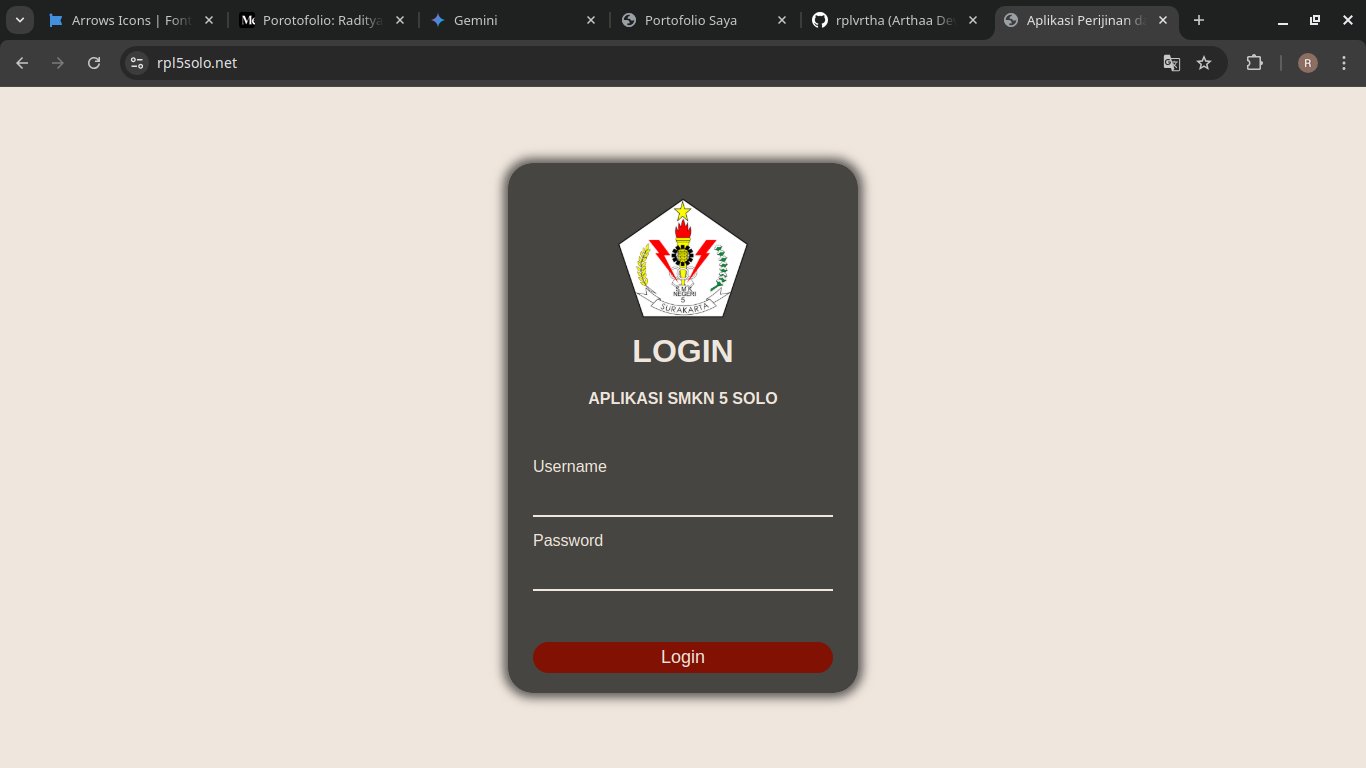 Arrows Icons | Font
Porotofolio: Raditya
Gemini
Portofolio Saya
rplvrtha (Arthaa De
Aplikasi Perijinan da
rpl5solo.net
R
SMK
NEGERI
5
SURAKARTA
LOGIN
APLIKASI SMKN 5 SOLO
Username
Password
Login